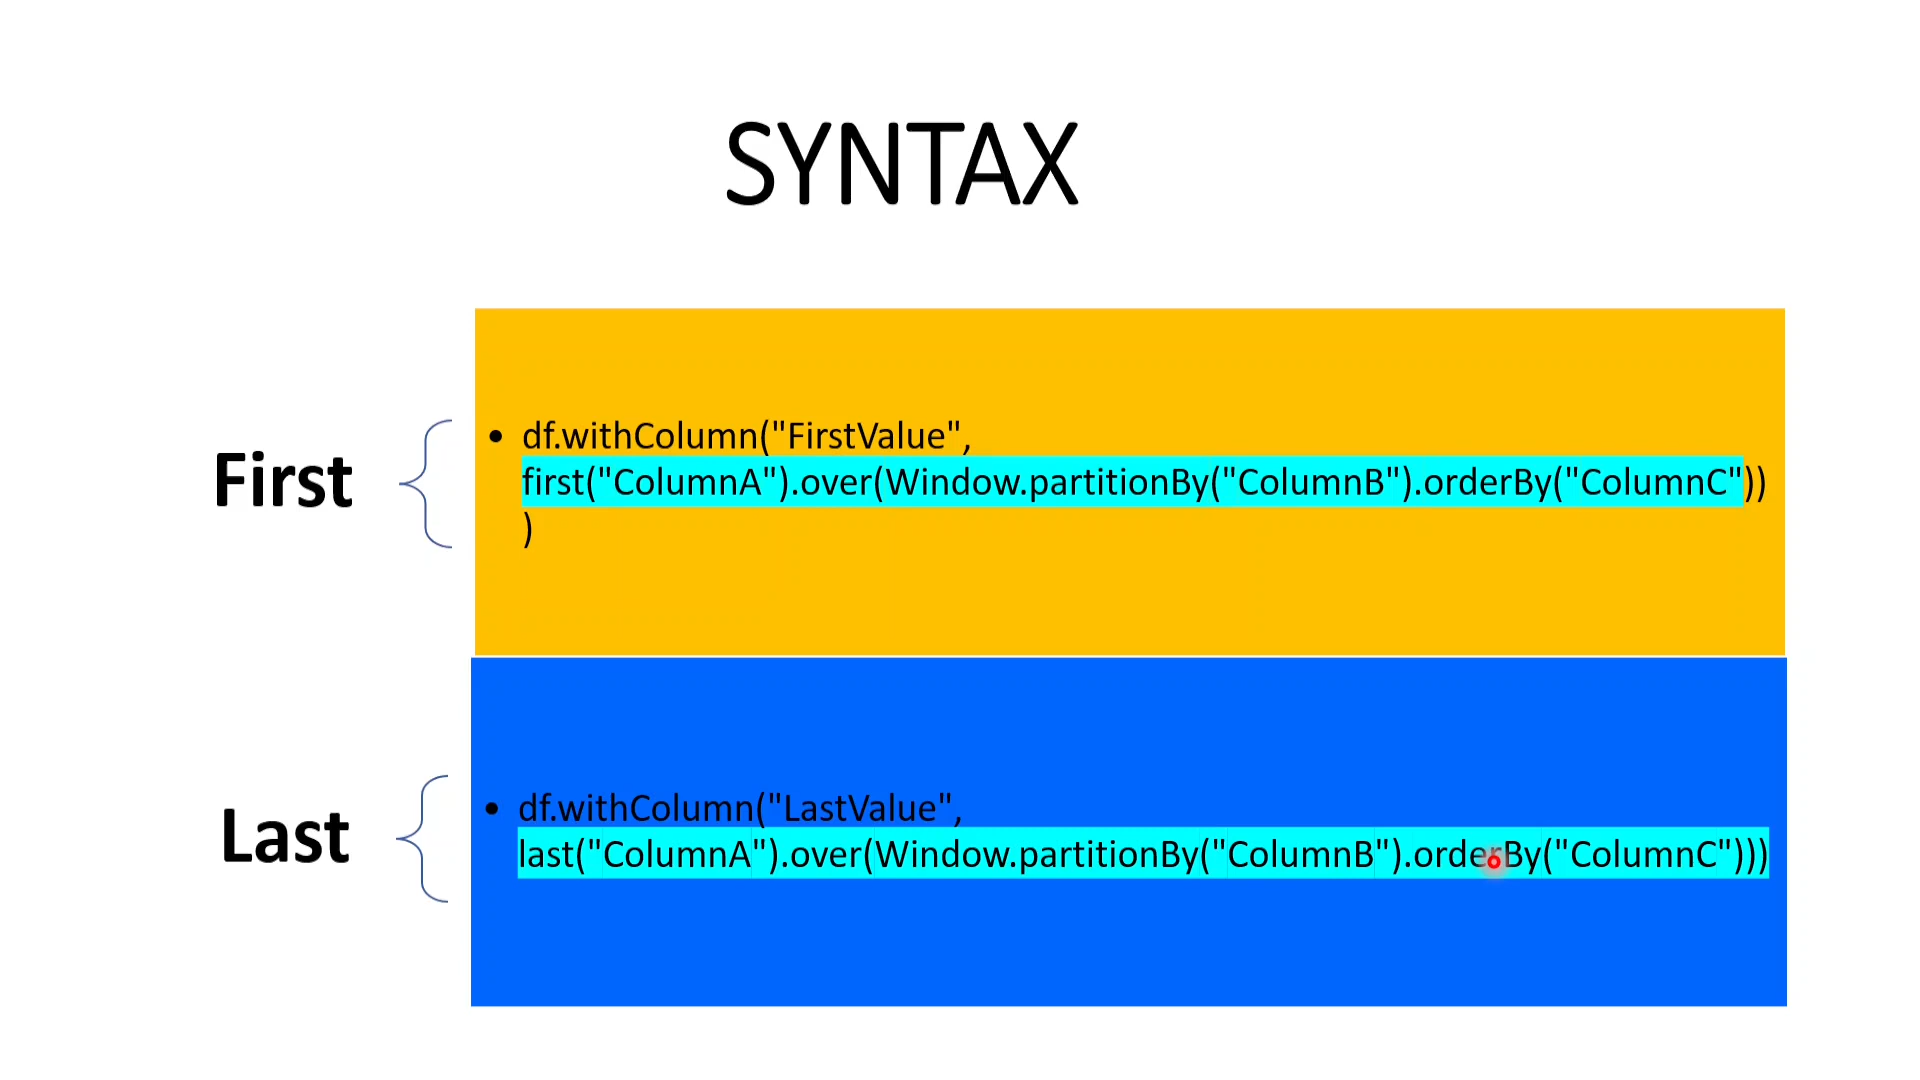 SYNTAX
First
• df.withColumn("FirstValue",
first("ColumnA").over(Window.partitionBy("ColumnB").orderBy("ColumnC"))
)
Last
• df.withColumn("LastValue",
last("ColumnA").over(Window.partitionBy("ColumnB").orderBy("ColumnC")))